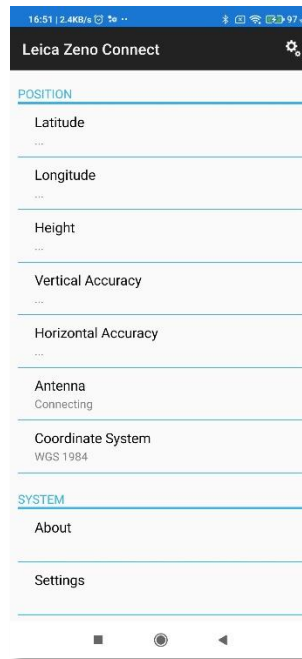 16:51 | 2.4KB/s
97
Leica Zeno Connect
POSITION
Latitude
...
Longitude
...
Height
...
Vertical Accuracy
...
Horizontal Accuracy
...
Antenna
Connecting
Coordinate System
WGS 1984
SYSTEM
About
Settings